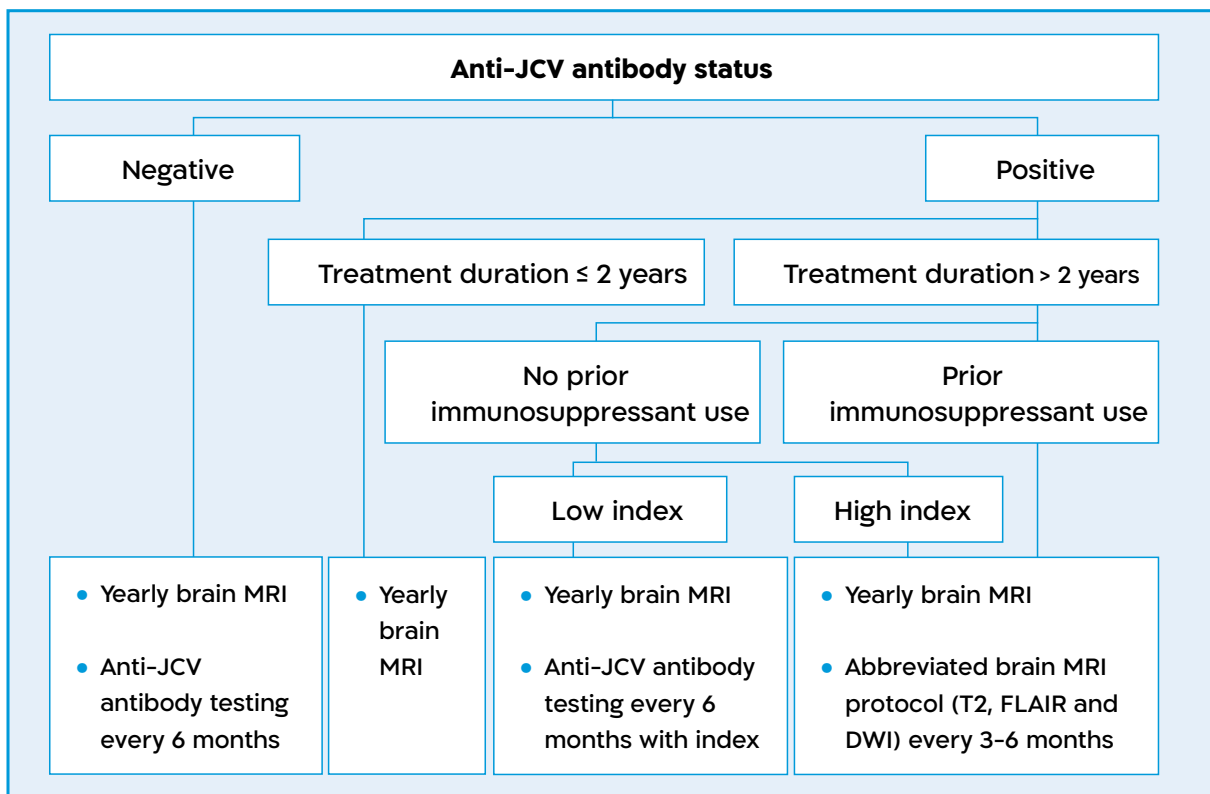 Anti-JCV antibody status
Negative
Positive
Treatment duration ≤ 2 years
Treatment duration > 2 years
No prior
immunosuppressant use
Prior
immunosuppressant use
Low index
High index
• Yearly brain MRI
• Anti-JCV
antibody testing
every 6 months
• Yearly
brain
MRI
• Yearly brain MRI
• Anti-JCV antibody
testing every 6
months with index
• Yearly brain MRI
• Abbreviated brain MRI
protocol (T2, FLAIR and
DWI) every 3-6 months